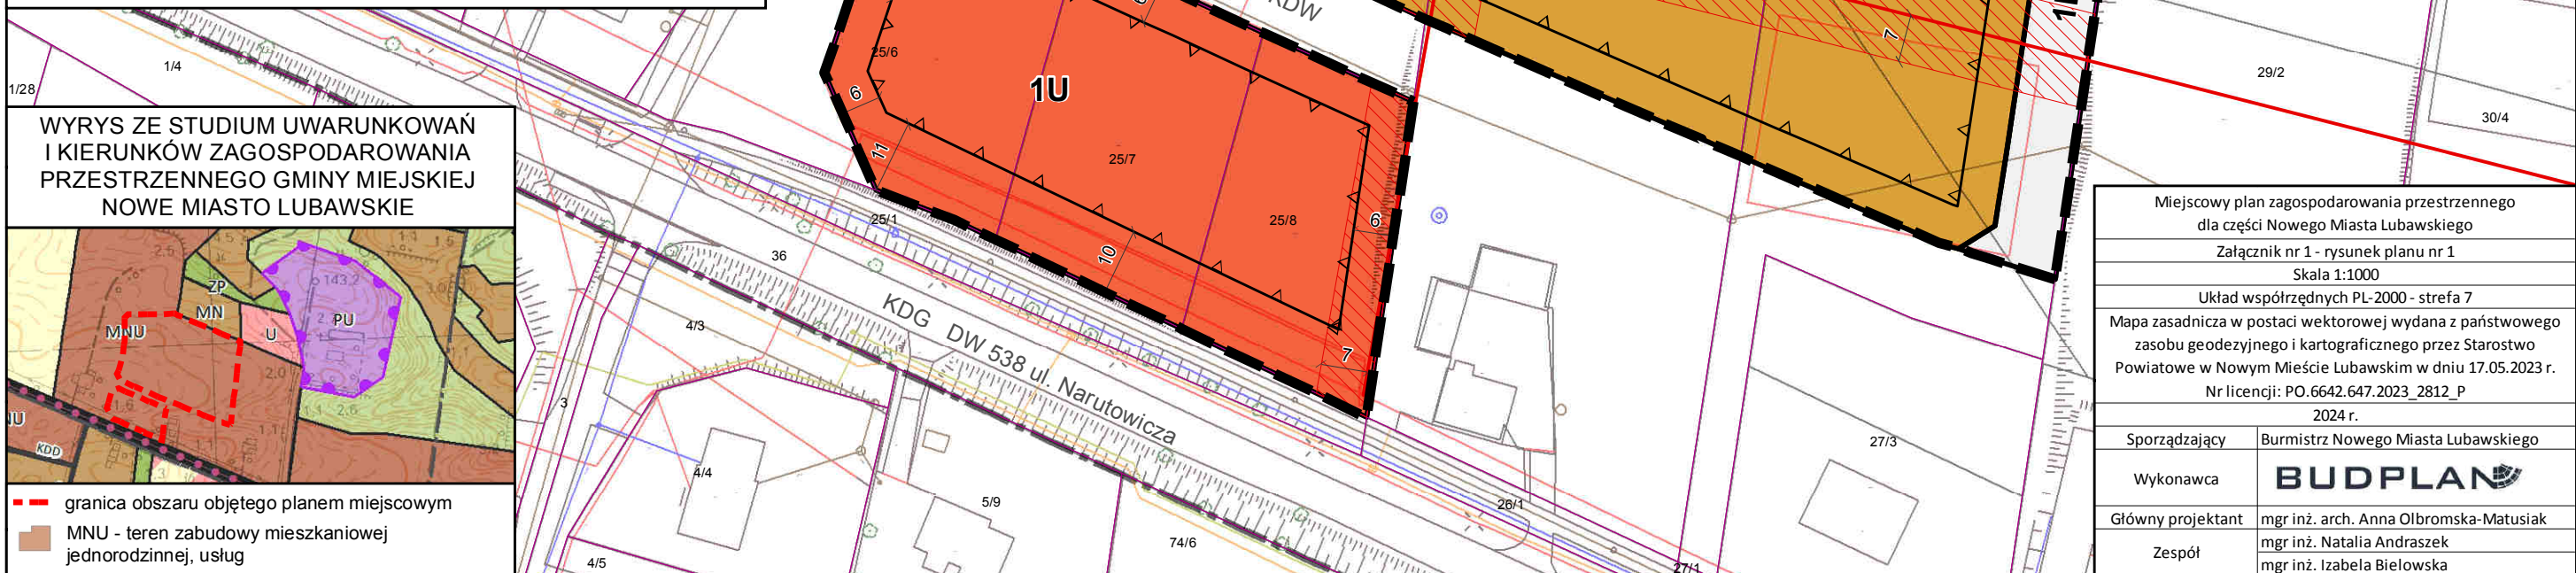 1/4
1/28
WYRYS ZE STUDIUM UWARUNKOWAŃ
I KIERUNKÓW ZAGOSPODAROWANIA
PRZESTRZENNEGO GMINY MIEJSKIEJ
NOWE MIASTO LUBAWSKIE
ZP
MN
MNU
U
PU
143,2
KDD
granica obszaru objętego planem miejscowym
MNU - teren zabudowy mieszkaniowej
jednorodzinnej, usług
25/6
1U
6
11
25/7
25/8
6
10
7
25/1
36
KDW
7
4/3
3
KDG DW 538 ul. Narutowicza
4/4
4/5
5/9
74/6
26/1
27/1
27/3
29/2
30/4
Miejscowy plan zagospodarowania przestrzennego
dla części Nowego Miasta Lubawskiego
Załącznik nr 1 - rysunek planu nr 1
Skala 1:1000
Układ współrzędnych PL-2000 - strefa 7
Mapa zasadnicza w postaci wektorowej wydana z państwowego
zasobu geodezyjnego i kartograficznego przez Starostwo
Powiatowe w Nowym Mieście Lubawskim w dniu 17.05.2023 r.
Nr licencji: PO.6642.647.2023_2812_P
2024 r.
Sporządzający Burmistrz Nowego Miasta Lubawskiego
Wykonawca BUDPLAN
Główny projektant mgr inż. arch. Anna Olbromska-Matusiak
Zespół mgr inż. Natalia Andraszek
mgr inż. Izabela Bielowska